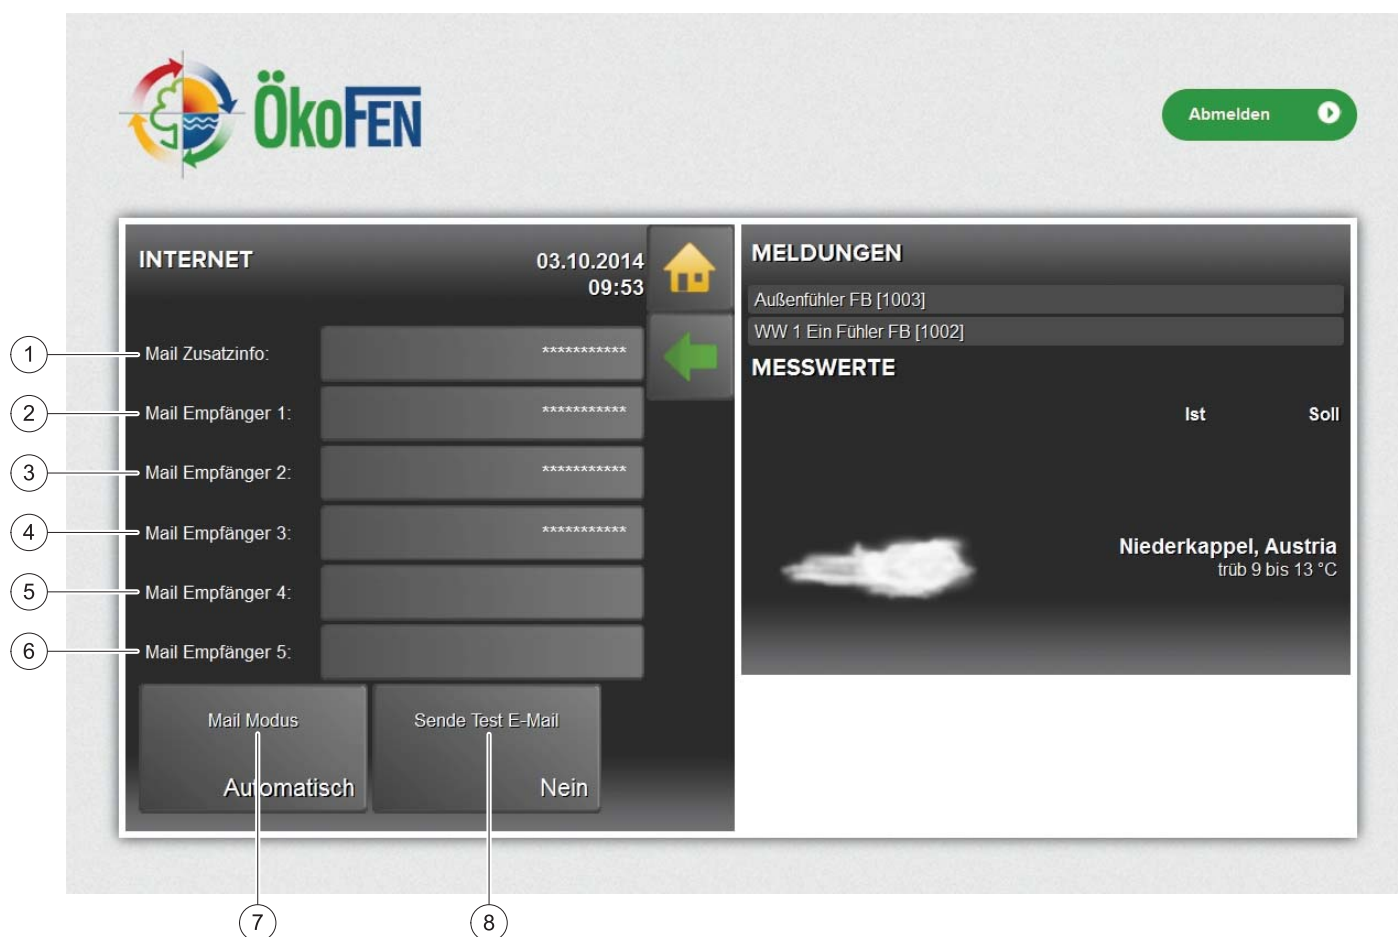 ÖkoFEN
Abmelden
INTERNET
03.10.2014
09:53
1 Mail Zusatzinfo: ***********
2 Mail Empfänger 1: ***********
3 Mail Empfänger 2: ***********
4 Mail Empfänger 3: ***********
5 Mail Empfänger 4:
6 Mail Empfänger 5:
Mail Modus
Automatisch
Sende Test E-Mail
Nein
7
8
MELDUNGEN
Außenfühler FB [1003]
WW 1 Ein Fühler FB [1002]
MESSWERTE
Ist Soll
Niederkappel, Austria
trüb 9 bis 13 °C